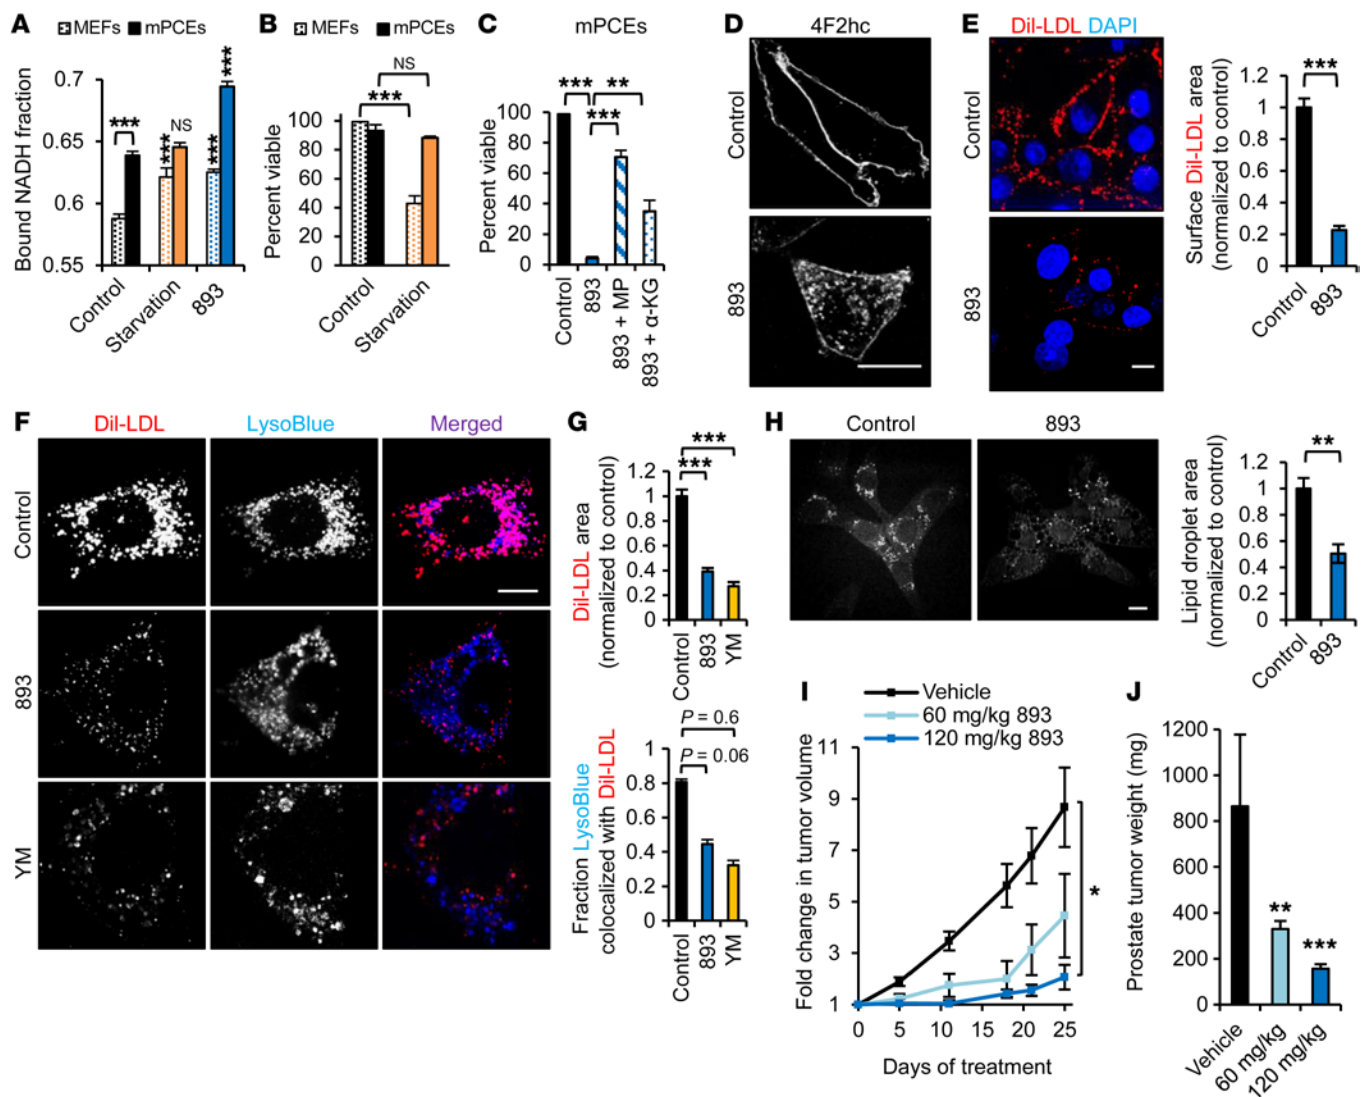 A
MEFs mPCEs
Bound NADH fraction
0.7
0.65
0.6
0.55
***
***
NS
***
***
Control
Starvation
893
B
MEFs mPCEs
Percent viable
100
80
60
40
20
0
***
NS
Control
Starvation
C
mPCEs
Percent viable
100
80
60
40
20
0
***
**
***
Control
893
893 + MP
893 + α-KG
D
4F2hc
Control
893
E
Dil-LDL DAPI
Control
893
Surface Dil-LDL area
(normalized to control)
1.2
1
0.8
0.6
0.4
0.2
0
***
Control
893
F
Dil-LDL LysoBlue Merged
Control
893
YM
G
Dil-LDL area
(normalized to control)
1.2
1
0.8
0.6
0.4
0.2
0
***
***
Control
893
YM
Fraction LysoBlue
colocalized with Dil-LDL
1
0.8
0.6
0.4
0.2
0
P = 0.6
P = 0.06
Control
893
YM
H
Control 893
Lipid droplet area
(normalized to control)
1.2
1
0.8
0.6
0.4
0.2
0
**
Control
893
I
Vehicle
60 mg/kg 893
120 mg/kg 893
Fold change in tumor volume
11
9
7
5
3
1
*
0 5 10 15 20 25
Days of treatment
J
Prostate tumor weight (mg)
1200
1000
800
600
400
200
0
**
***
Vehicle
60 mg/kg
120 mg/kg